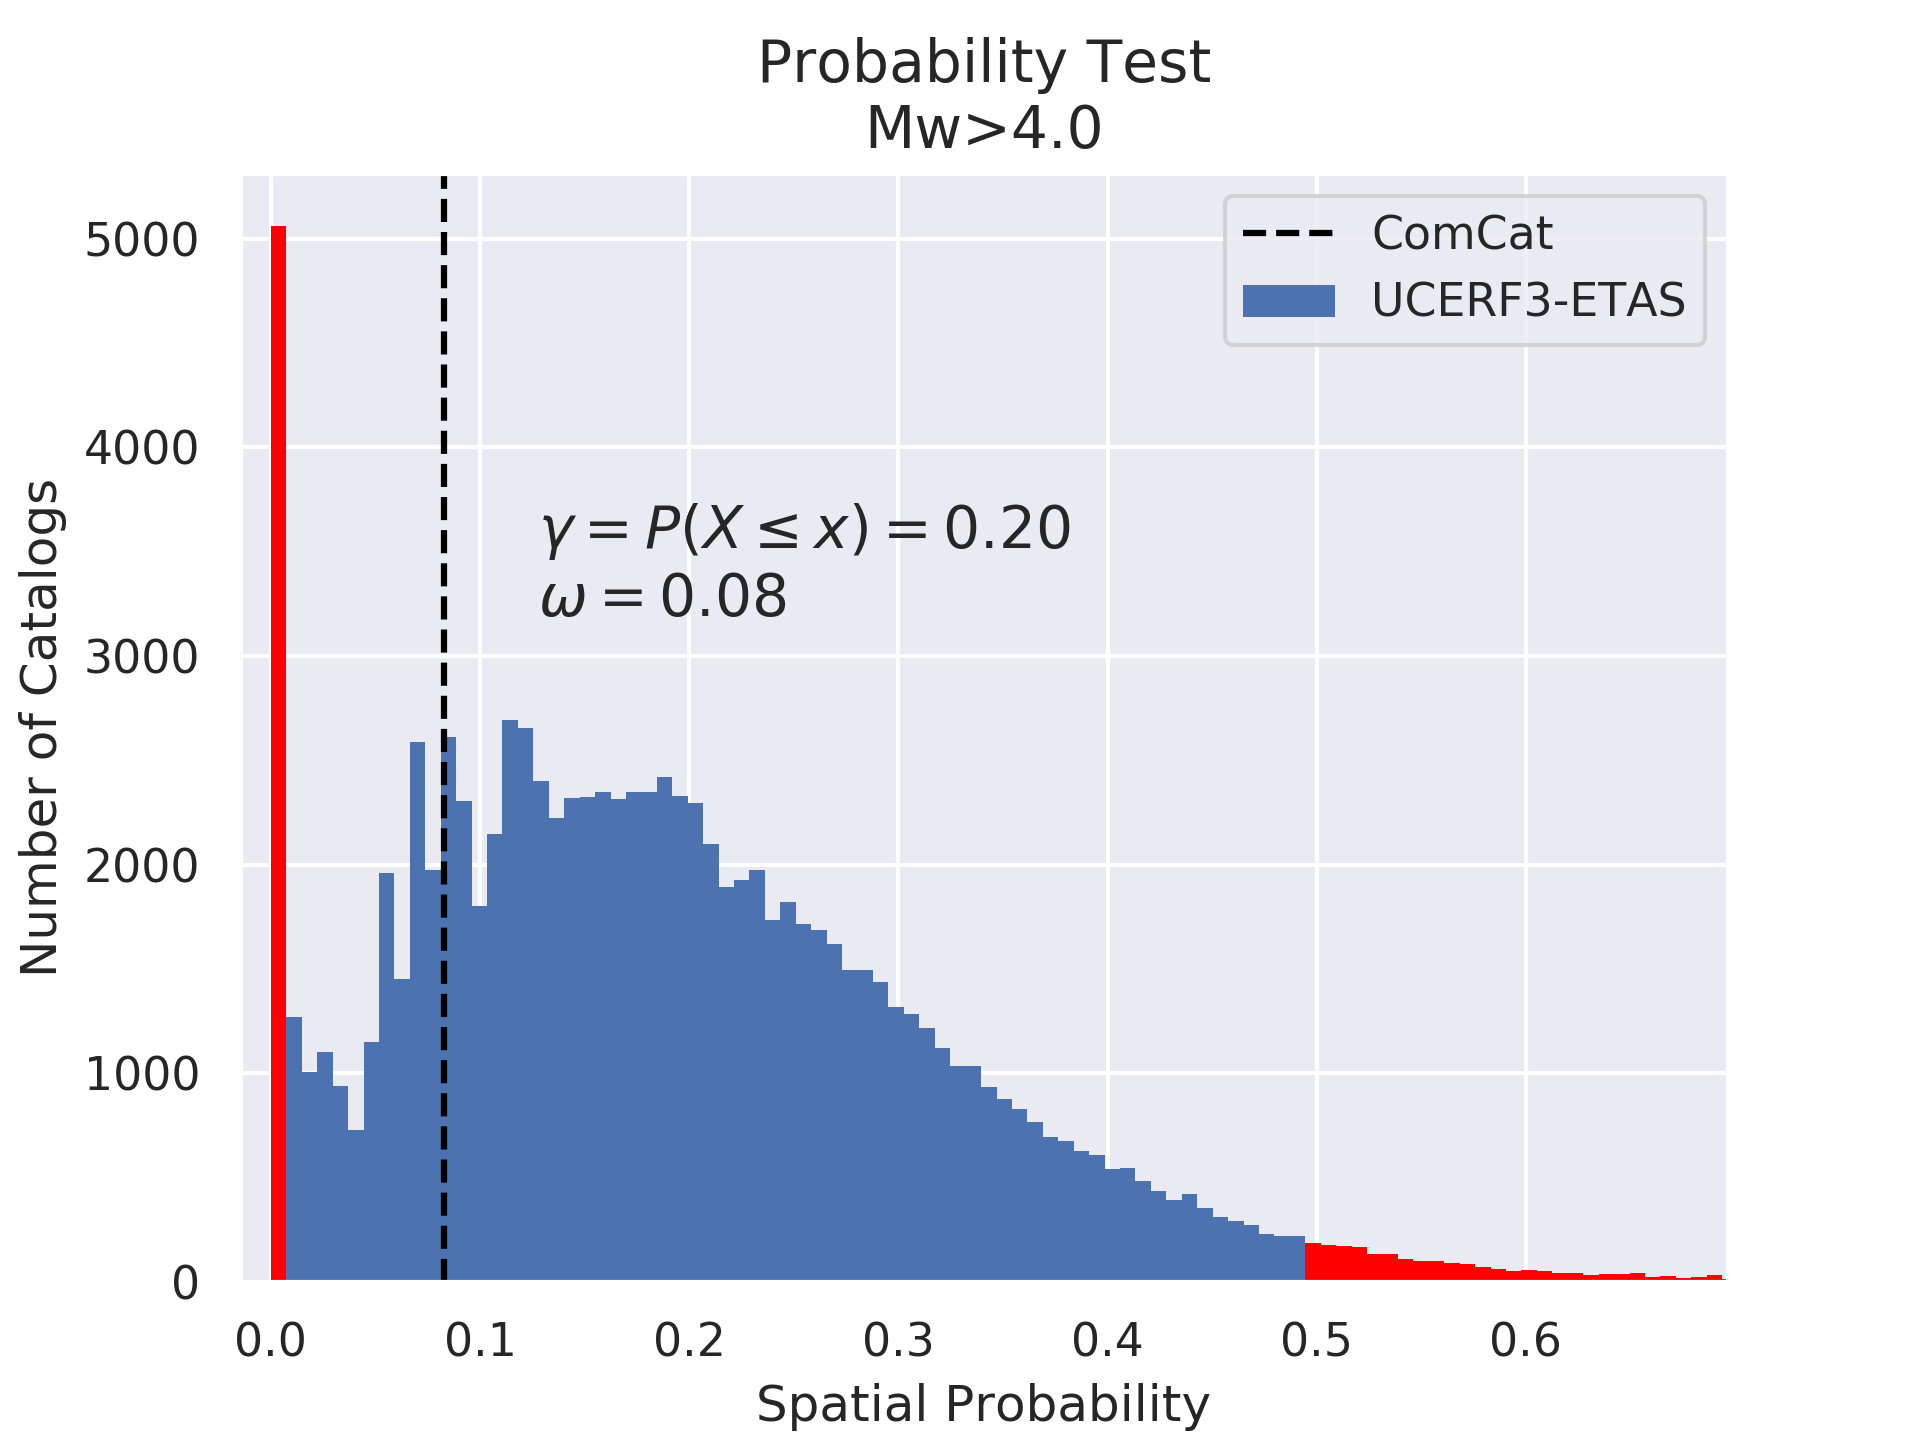 Probability Test
Mw>4.0
ComCat
UCERF3-ETAS
γ = P(X ≤ x) = 0.20
ω = 0.08
Number of Catalogs
5000
4000
3000
2000
1000
0
0.0 0.1 0.2 0.3 0.4 0.5 0.6
Spatial Probability